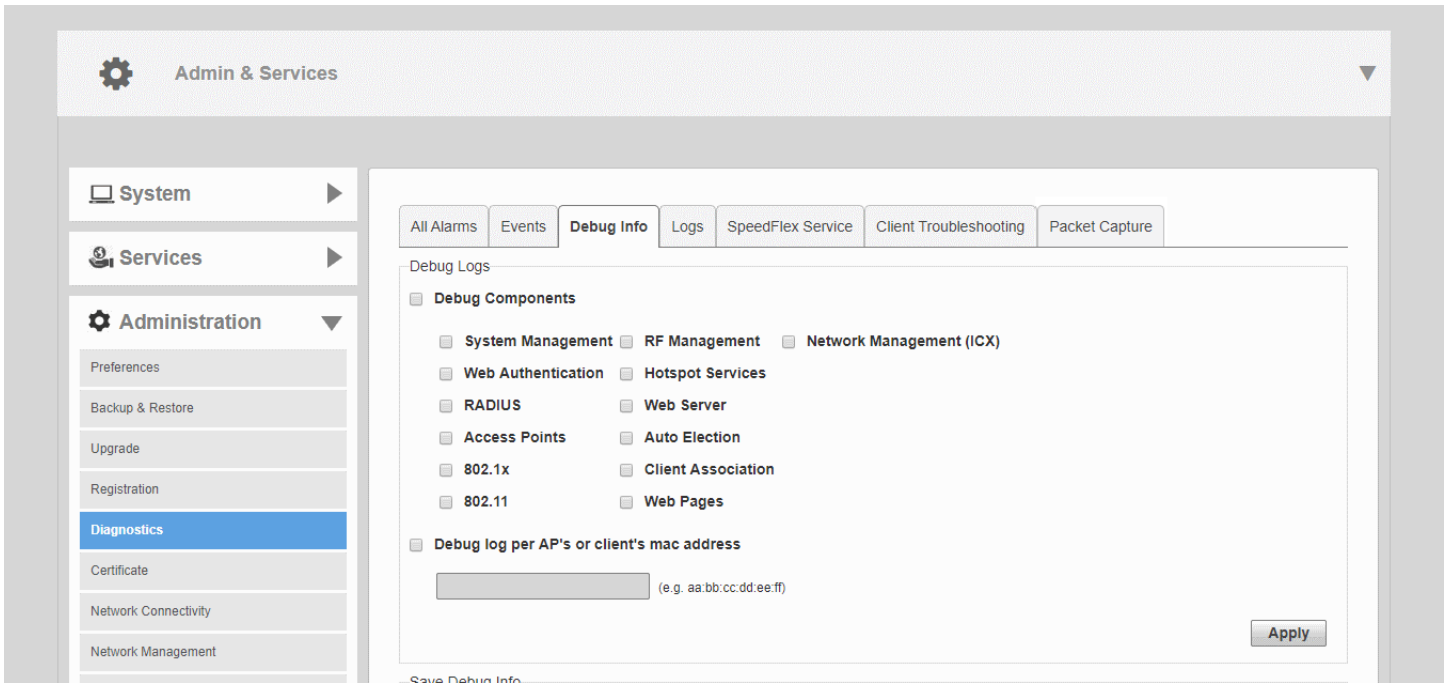 Admin & Services
System
Services
Administration
Preferences
Backup & Restore
Upgrade
Registration
Diagnostics
Certificate
Network Connectivity
Network Management
All Alarms Events Debug Info Logs SpeedFlex Service Client Troubleshooting Packet Capture
Debug Logs
Debug Components
System Management RF Management Network Management (ICX)
Web Authentication Hotspot Services
RADIUS Web Server
Access Points Auto Election
802.1x Client Association
802.11 Web Pages
Debug log per AP's or client's mac address
(e.g. aa:bb:cc:dd:ee:ff)
Apply
Save Debug Info